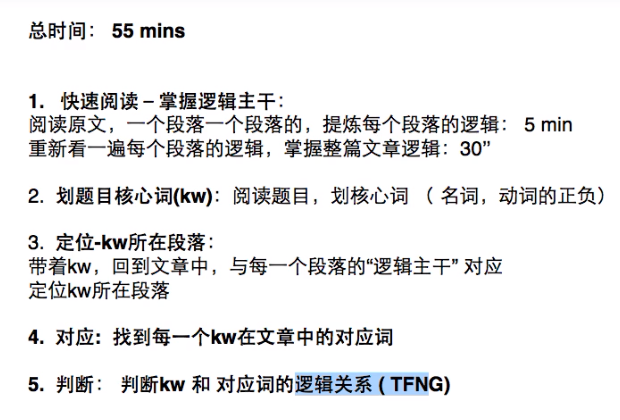 总时间： 55 mins
1. 快速阅读 – 掌握逻辑主干：
阅读原文，一个段落一个段落的，提炼每个段落的逻辑： 5 min
重新看一遍每个段落的逻辑，掌握整篇文章逻辑：30”
2. 划题目核心词(kw)：阅读题目，划核心词 （ 名词，动词的正负）
3. 定位-kw所在段落：
带着kw，回到文章中，与每一个段落的“逻辑主干” 对应
定位kw所在段落
4. 对应: 找到每一个kw在文章中的对应词
5. 判断： 判断kw 和 对应词的逻辑关系 ( TFNG)